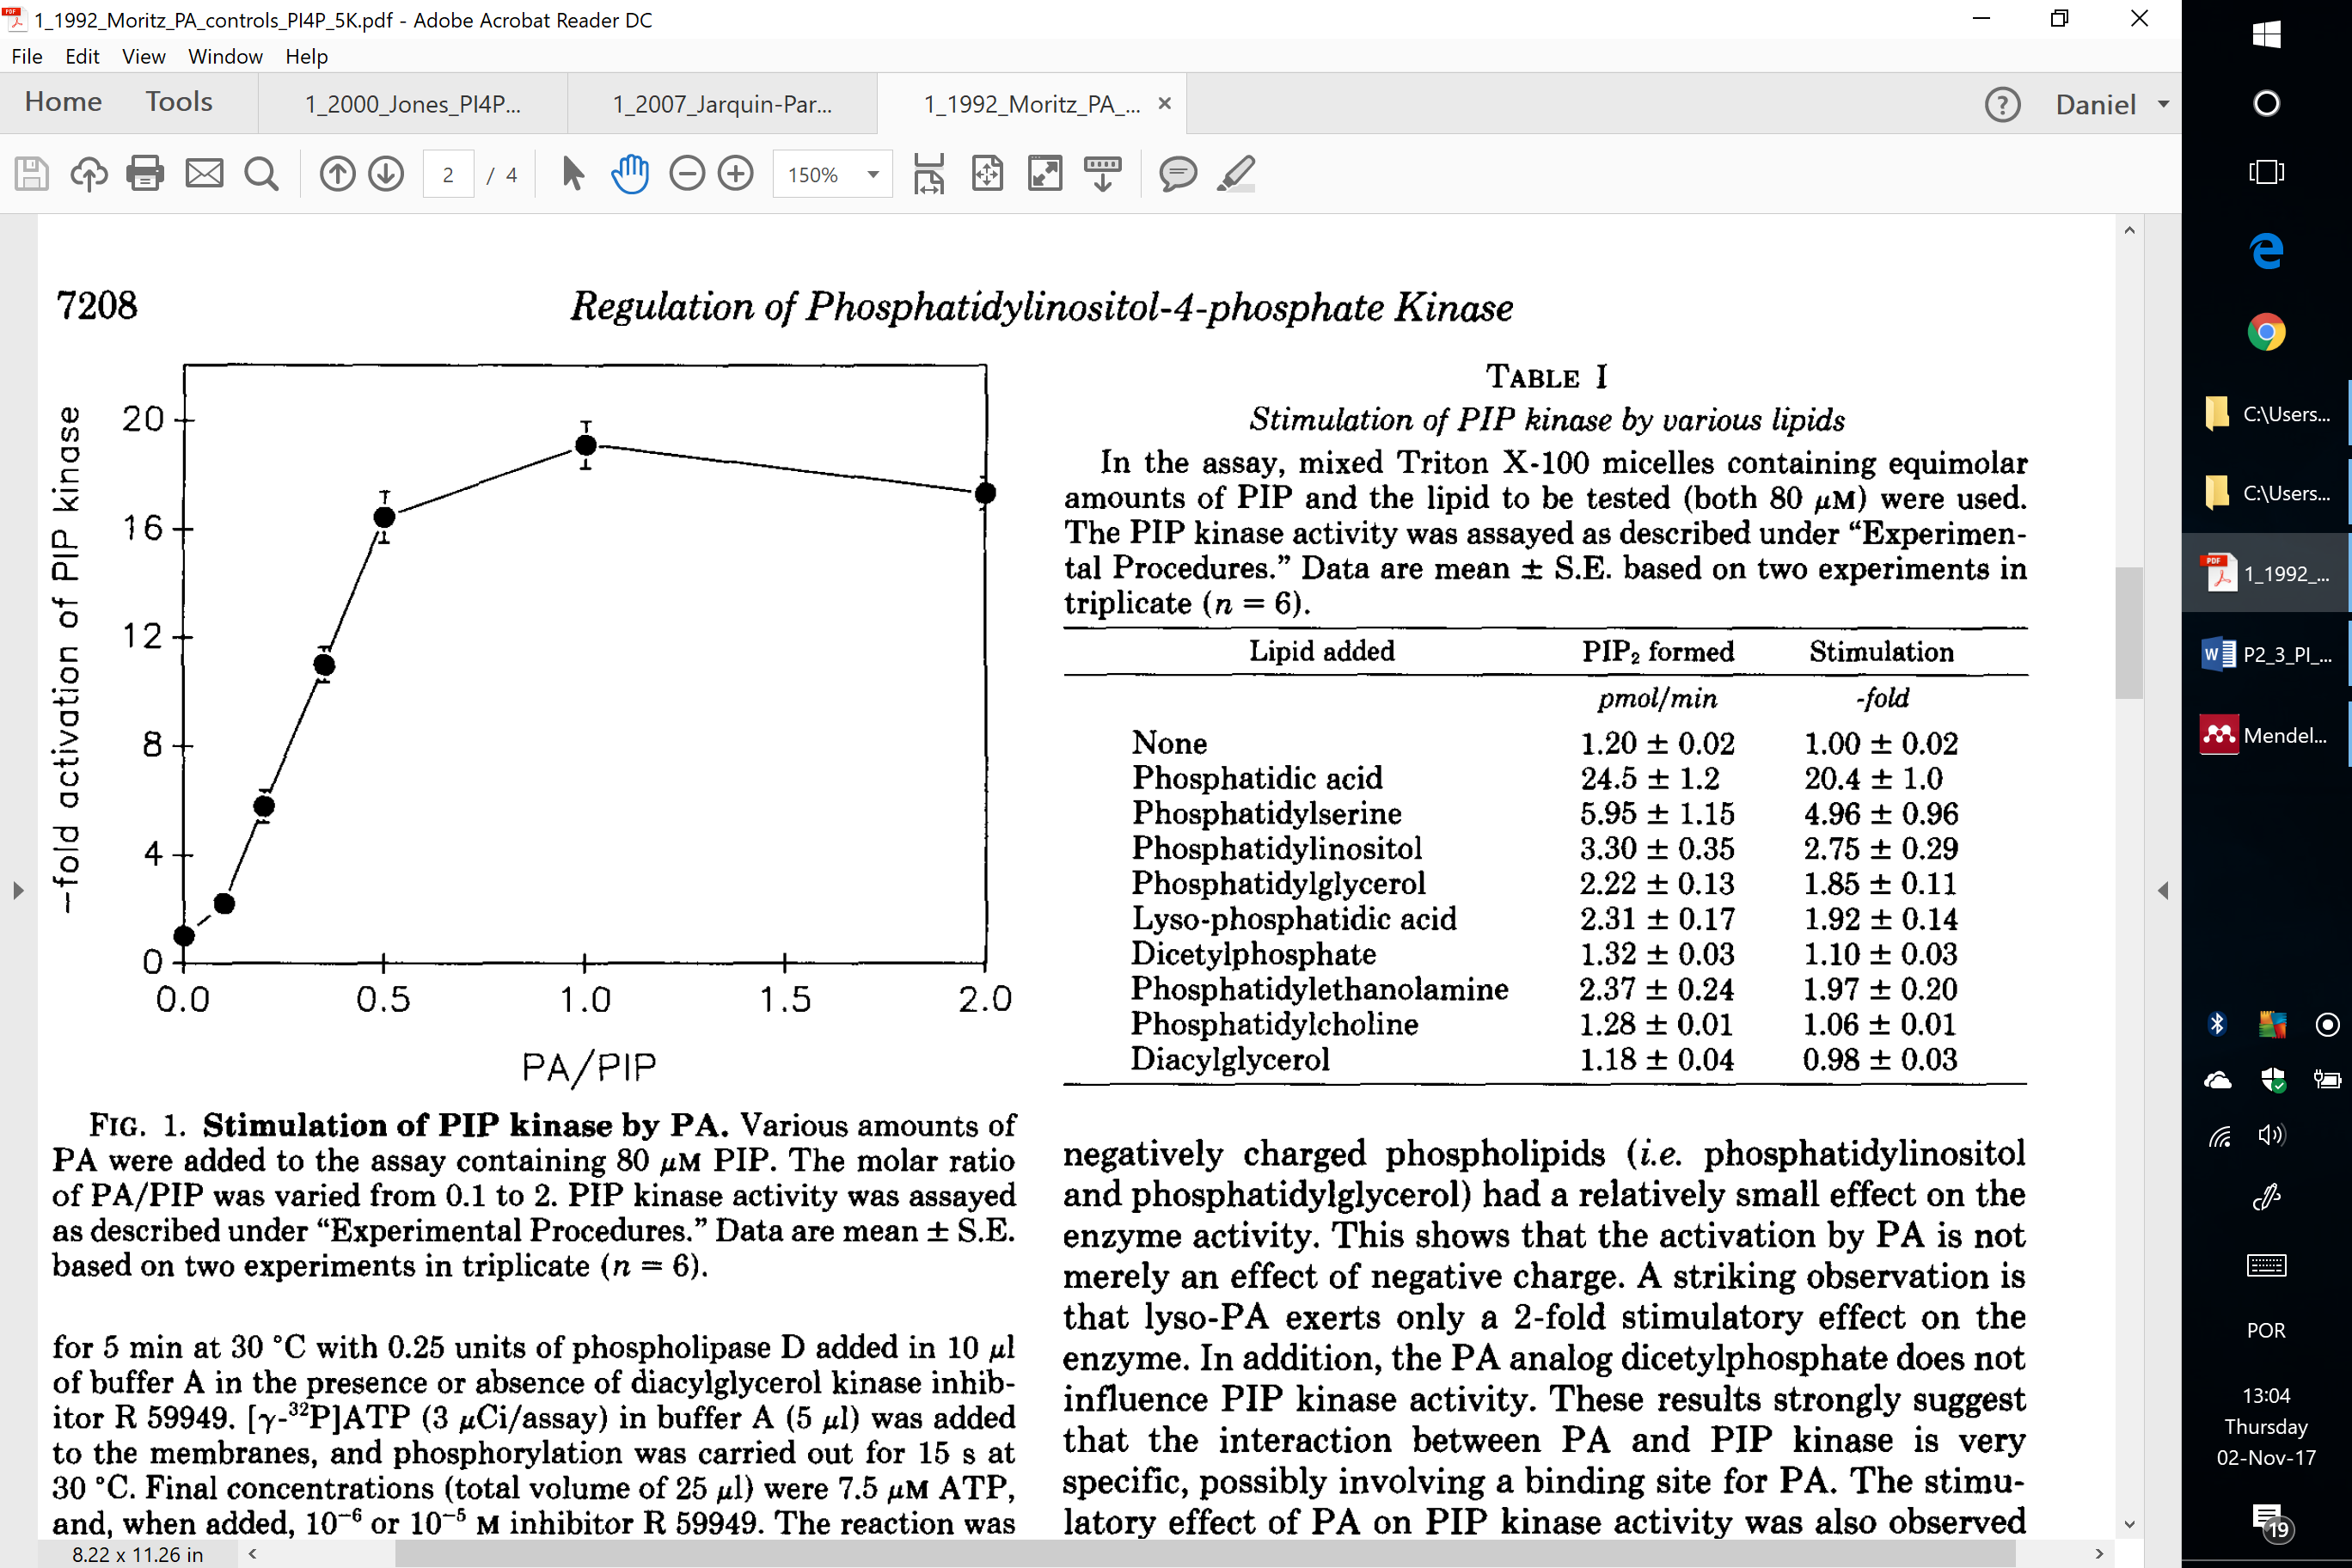 1_1992_Moritz_PA_controls_PI4P_5K.pdf - Adobe Acrobat Reader DC
File Edit View Window Help
Home Tools 1_2000_Jones_PI4P... 1_2007_Jarquin-Par... 1_1992_Moritz_PA_... Daniel
2 / 4 150%
7208 Regulation of Phosphatidylinositol-4-phosphate Kinase
–fold activation of PIP kinase
20
16
12
8
4
0
0.0 0.5 1.0 1.5 2.0
PA/PIP
FIG. 1. Stimulation of PIP kinase by PA. Various amounts of
PA were added to the assay containing 80 μM PIP. The molar ratio
of PA/PIP was varied from 0.1 to 2. PIP kinase activity was assayed
as described under “Experimental Procedures.” Data are mean ± S.E.
based on two experiments in triplicate (n = 6).
for 5 min at 30 °C with 0.25 units of phospholipase D added in 10 μl
of buffer A in the presence or absence of diacylglycerol kinase inhib-
itor R 59949. [γ-³²P]ATP (3 μCi/assay) in buffer A (5 μl) was added
to the membranes, and phosphorylation was carried out for 15 s at
30 °C. Final concentrations (total volume of 25 μl) were 7.5 μM ATP,
and, when added, 10⁻⁶ or 10⁻⁵ M inhibitor R 59949. The reaction was
TABLE I
Stimulation of PIP kinase by various lipids
In the assay, mixed Triton X-100 micelles containing equimolar
amounts of PIP and the lipid to be tested (both 80 μM) were used.
The PIP kinase activity was assayed as described under “Experimen-
tal Procedures.” Data are mean ± S.E. based on two experiments in
triplicate (n = 6).
Lipid added PIP₂ formed Stimulation
pmol/min -fold
None 1.20 ± 0.02 1.00 ± 0.02
Phosphatidic acid 24.5 ± 1.2 20.4 ± 1.0
Phosphatidylserine 5.95 ± 1.15 4.96 ± 0.96
Phosphatidylinositol 3.30 ± 0.35 2.75 ± 0.29
Phosphatidylglycerol 2.22 ± 0.13 1.85 ± 0.11
Lyso-phosphatidic acid 2.31 ± 0.17 1.92 ± 0.14
Dicetylphosphate 1.32 ± 0.03 1.10 ± 0.03
Phosphatidylethanolamine 2.37 ± 0.24 1.97 ± 0.20
Phosphatidylcholine 1.28 ± 0.01 1.06 ± 0.01
Diacylglycerol 1.18 ± 0.04 0.98 ± 0.03
negatively charged phospholipids (i.e. phosphatidylinositol
and phosphatidylglycerol) had a relatively small effect on the
enzyme activity. This shows that the activation by PA is not
merely an effect of negative charge. A striking observation is
that lyso-PA exerts only a 2-fold stimulatory effect on the
enzyme. In addition, the PA analog dicetylphosphate does not
influence PIP kinase activity. These results strongly suggest
that the interaction between PA and PIP kinase is very
specific, possibly involving a binding site for PA. The stimu-
latory effect of PA on PIP kinase activity was also observed
8.22 x 11.26 in
C:\Users...
C:\Users...
1_1992_...
P2_3_PI_...
Mendel...
POR
13:04
Thursday
02-Nov-17
19